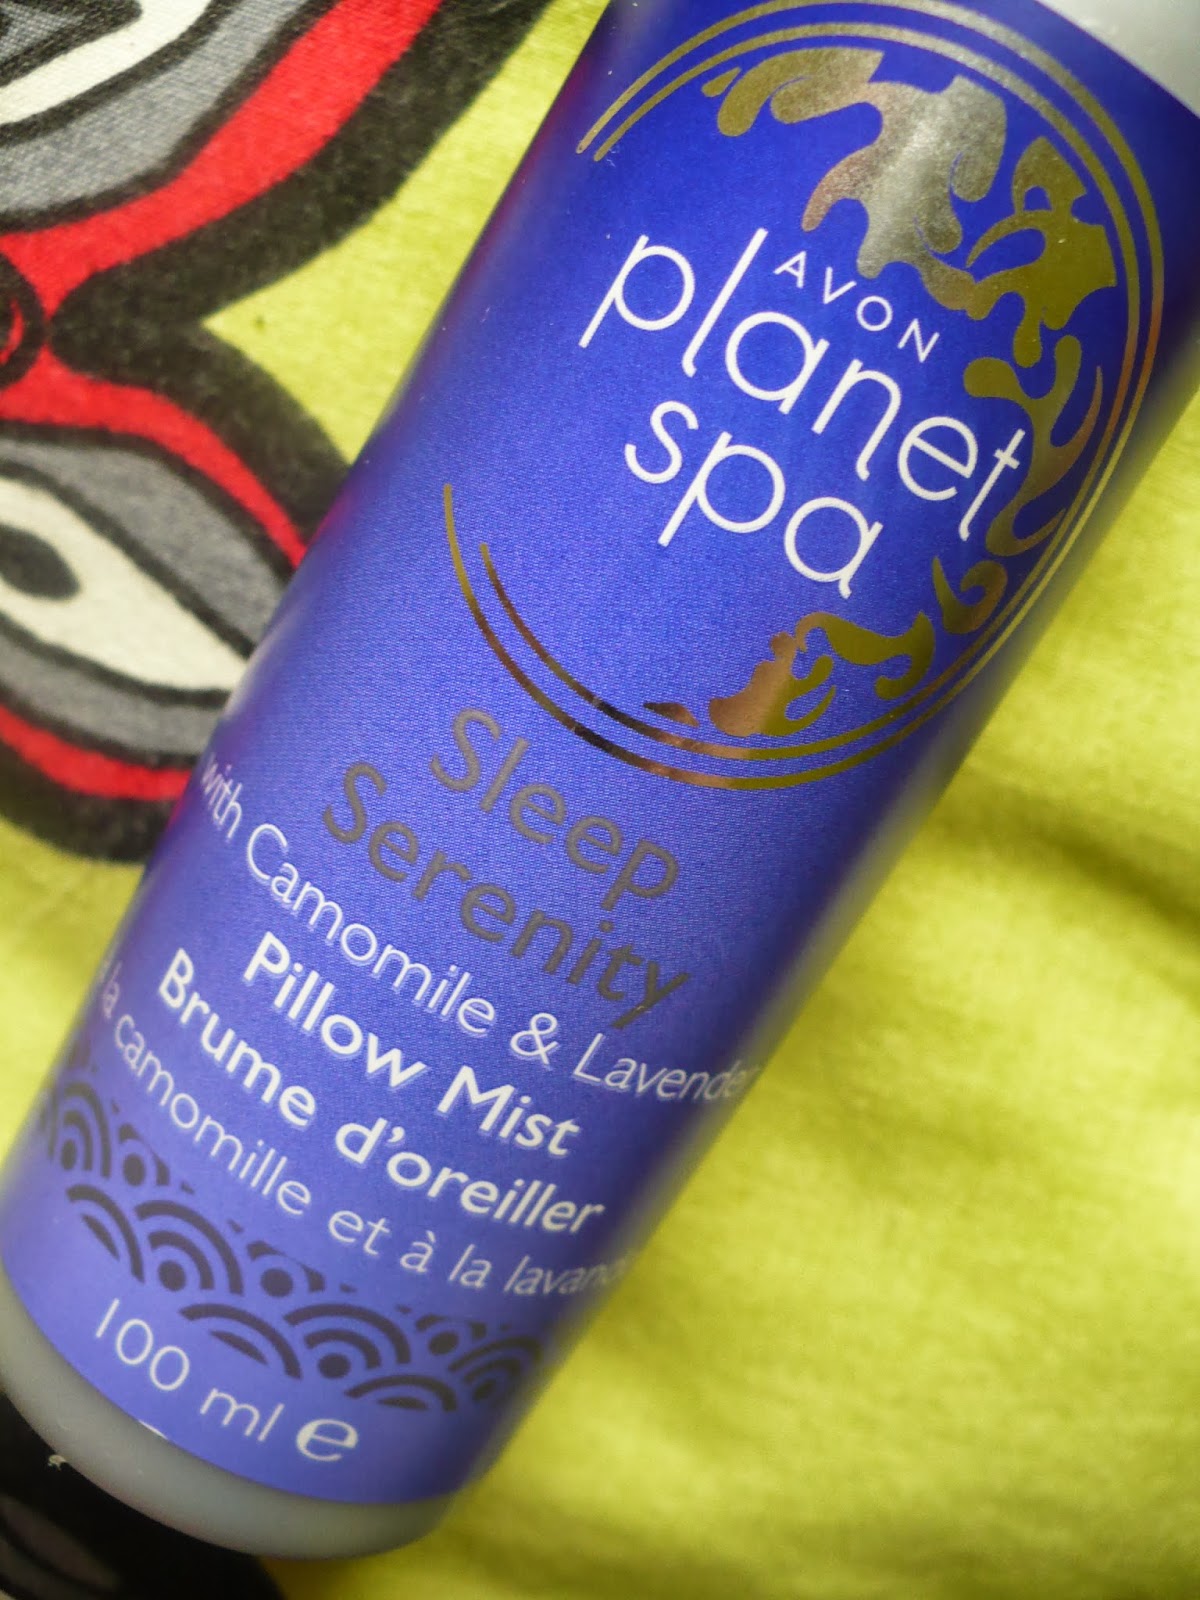 AVON
planet
spa
Sleep
Serenity
with Camomile & Lavender
Pillow Mist
Brume d'oreiller
à la camomille et à la
100 ml e